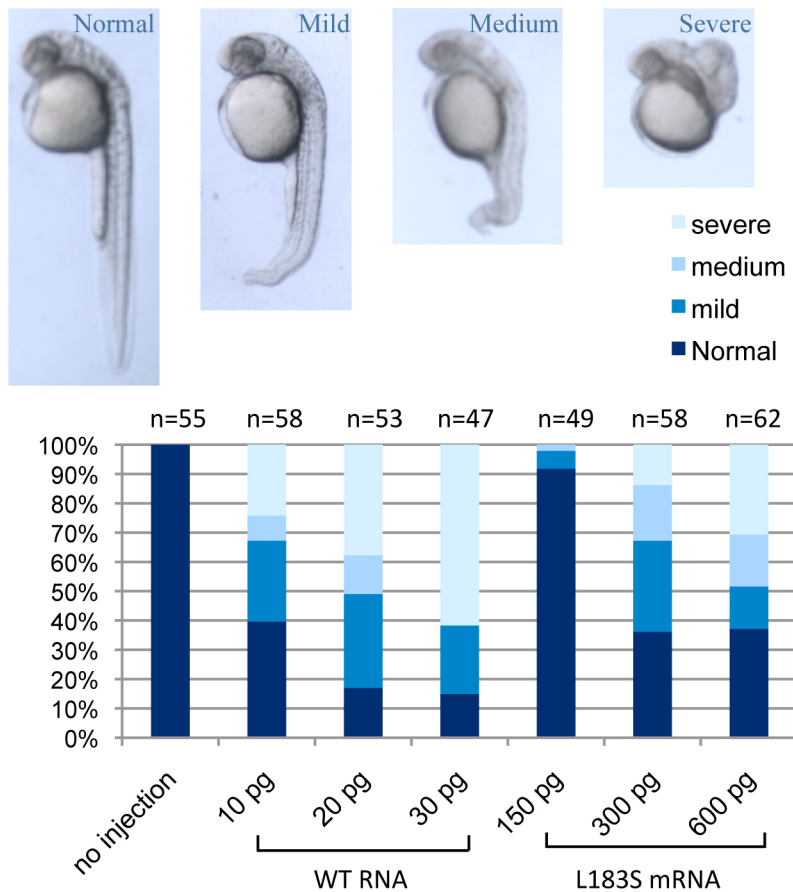 Normal Mild Medium Severe
severe
medium
mild
Normal
n=55 n=58 n=53 n=47 n=49 n=58 n=62
100%
90%
80%
70%
60%
50%
40%
30%
20%
10%
0%
no injection 10 pg 20 pg 30 pg 150 pg 300 pg 600 pg
WT RNA L183S mRNA